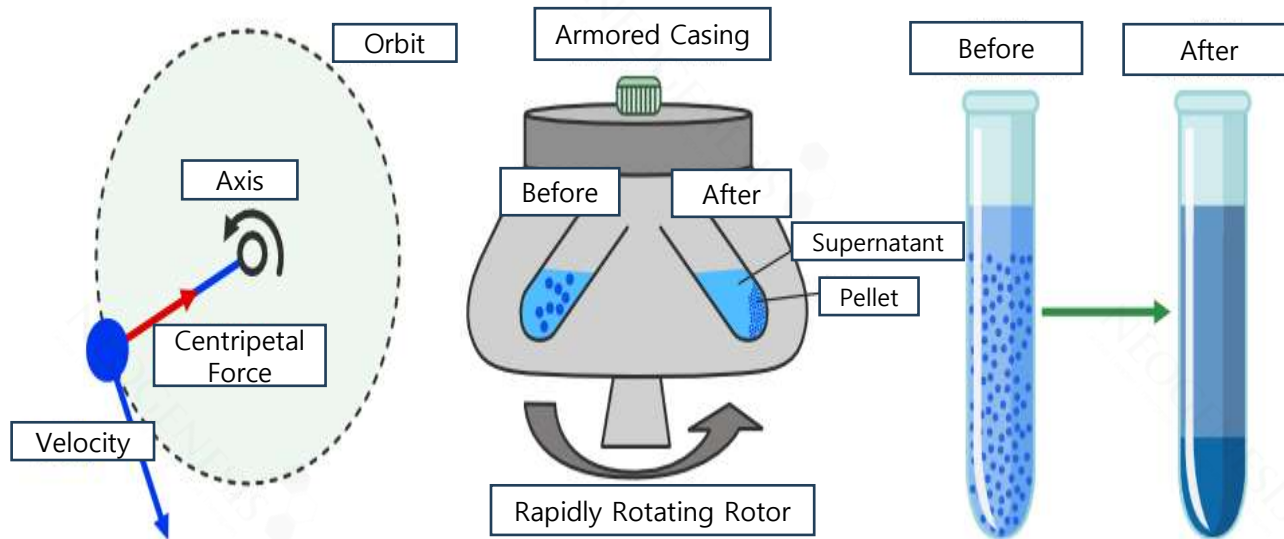 Orbit
Axis
Centripetal
Force
Velocity
Armored Casing
Before
After
Supernatant
Pellet
Rapidly Rotating Rotor
Before
After